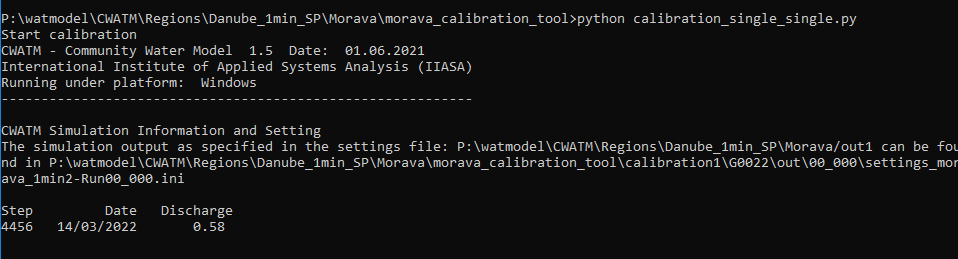 P:\watmodel\CWATM\Regions\Danube_1min_SP\Morava\morava_calibration_tool>python calibration_single_single.py
Start calibration
CWATM - Community Water Model  1.5  Date:  01.06.2021
International Institute of Applied Systems Analysis (IIASA)
Running under platform:  Windows
-----------------------------------------------------------
CWATM Simulation Information and Setting
The simulation output as specified in the settings file: P:\watmodel\CWATM\Regions\Danube_1min_SP\Morava/out1 can be fou
nd in P:\watmodel\CWATM\Regions\Danube_1min_SP\Morava\morava_calibration_tool\calibration1\G0022\out\00_000\settings_mor
ava_1min2-Run00_000.ini
Step         Date   Discharge
4456   14/03/2022       0.58